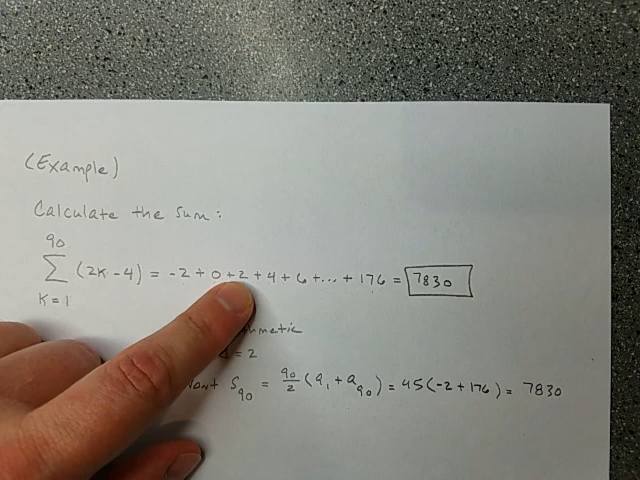 (Example)
Calculate the sum:
90
∑ (2K-4) = -2 + 0 + 2 + 4 + 6 + ... + 176 = 7830
K=1
= 2
S₉₀ = 90/2 (a₁ + a₉₀) = 45(-2+176) = 7830